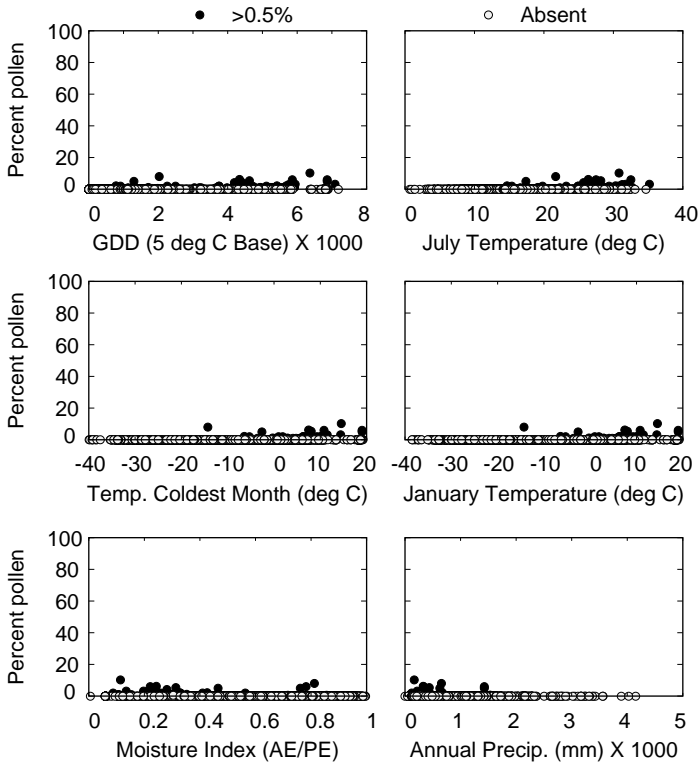 >0.5% Absent
Percent pollen
100
80
60
40
20
0
0 2 4 6 8
GDD (5 deg C Base) X 1000
0 10 20 30 40
July Temperature (deg C)
Percent pollen
100
80
60
40
20
0
-40 -20 -10 0 10 20
Temp. Coldest Month (deg C)
-40 -30 -20 -10 0 10 20
January Temperature (deg C)
Percent pollen
100
80
60
40
20
0
0 0.2 0.4 0.6 0.8 1
Moisture Index (AE/PE)
0 1 2 3 4 5
Annual Precip. (mm) X 1000